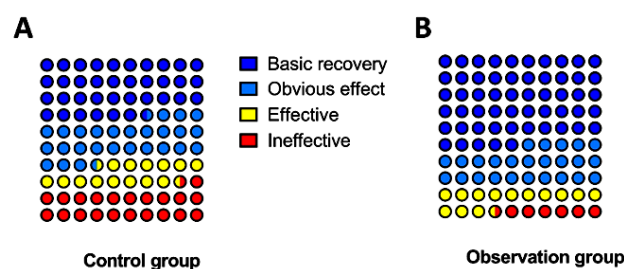 A
B
Basic recovery
Obvious effect
Effective
Ineffective
Control group
Observation group